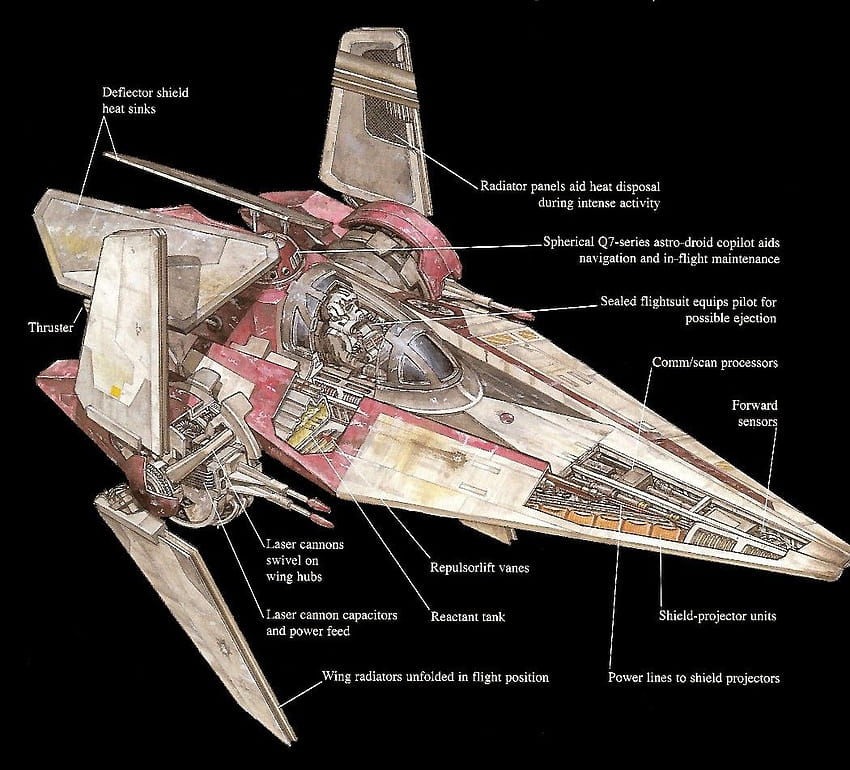 Deflector shield
heat sinks
Radiator panels aid heat disposal
during intense activity
Spherical Q7-series astro-droid copilot aids
navigation and in-flight maintenance
Sealed flightsuit equips pilot for
possible ejection
Thruster
Comm/scan processors
Forward
sensors
Laser cannons
swivel on
wing hubs
Repulsorlift vanes
Laser cannon capacitors
and power feed
Reactant tank
Shield-projector units
Wing radiators unfolded in flight position
Power lines to shield projectors